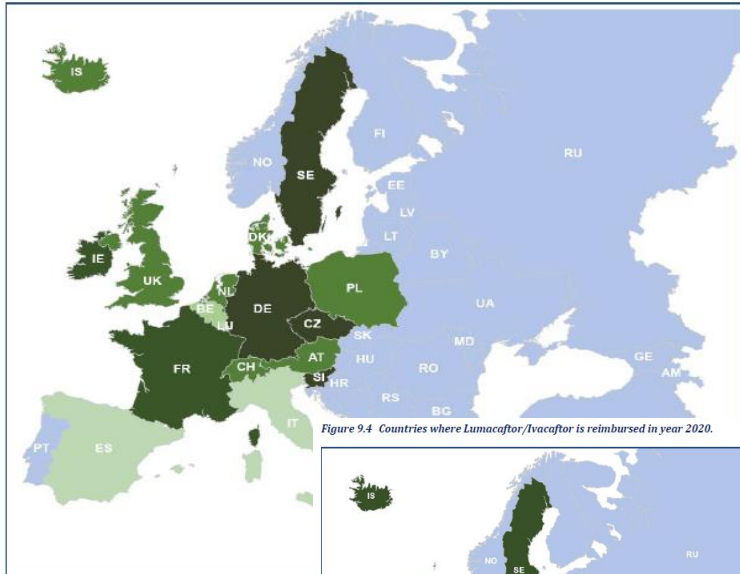 IS
FI
NO
RU
SE
EE
LV
DK
LT
IE
BY
UK
NL
PL
BE
DE
UA
LU
CZ
SK
MD
FR
CH
AT
HU
RO
GE
SI
HR
AM
RS
BG
IT
PT
ES
Figure 9.4 Countries where Lumacaftor/Ivacaftor is reimbursed in year 2020.
IS
NO
RU
SE